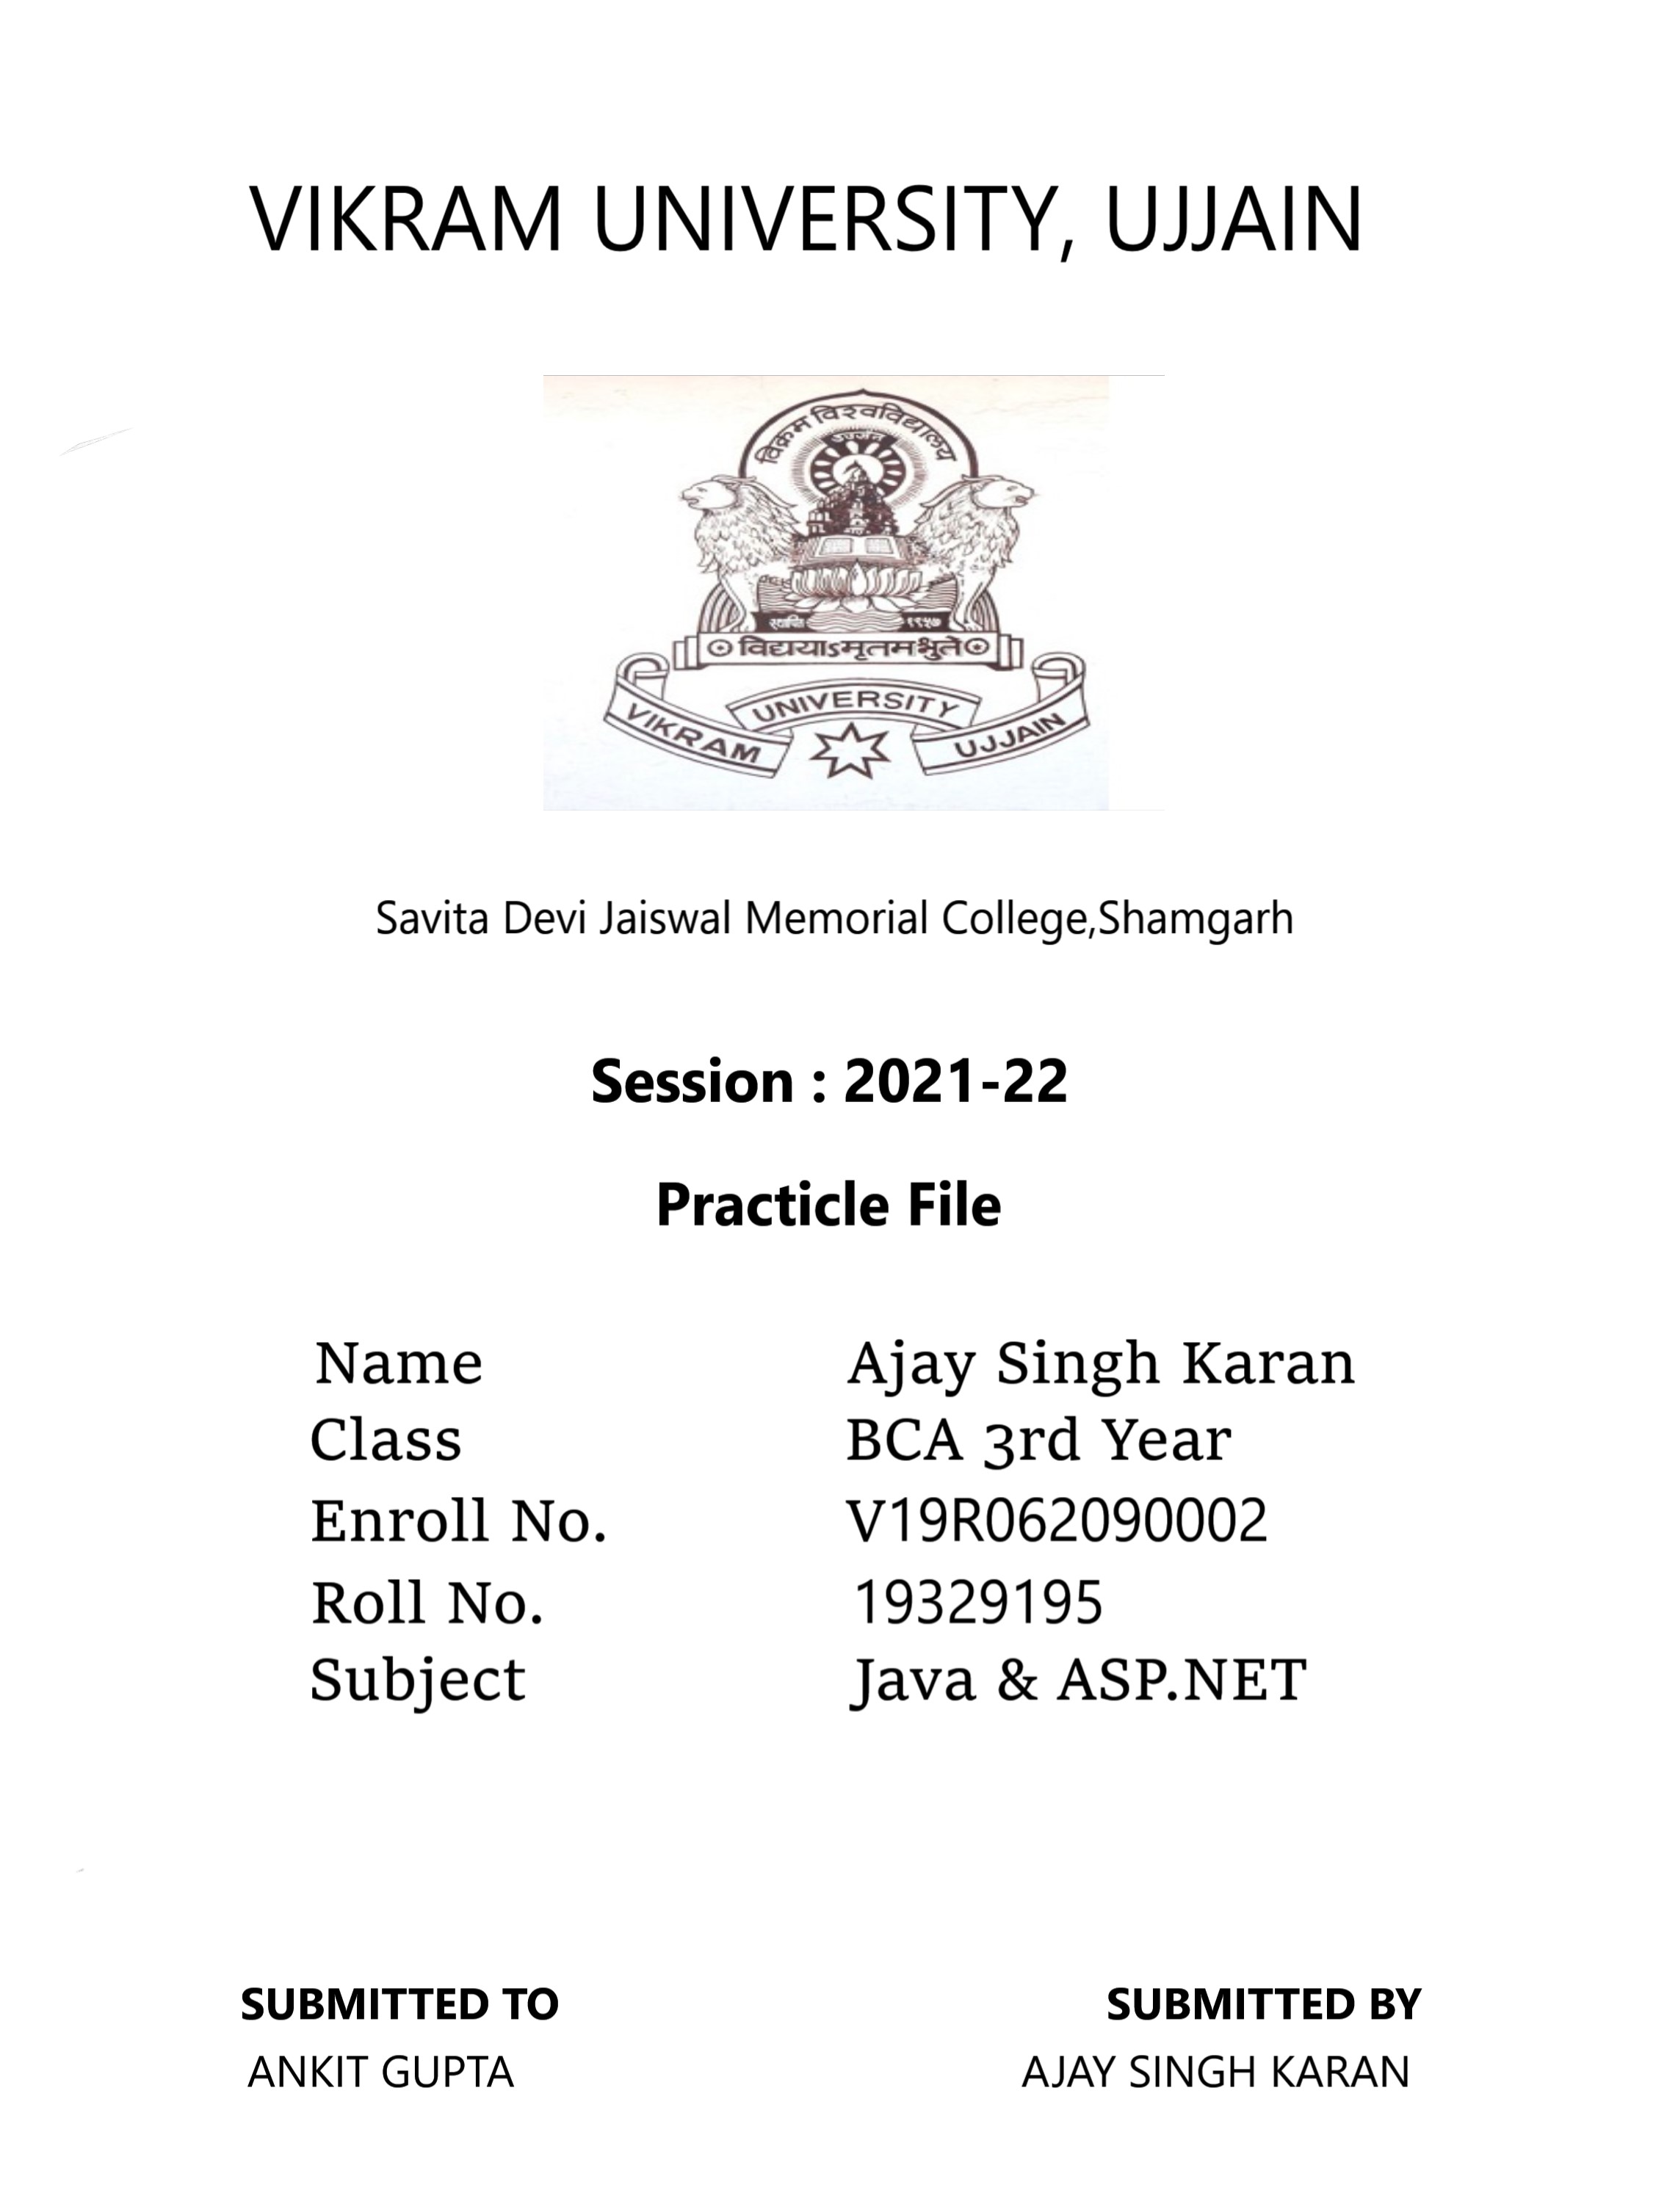 VIKRAM UNIVERSITY, UJJAIN
विक्रम विश्वविद्यालय
उज्जैन
स्थापित १९५७
विद्ययाऽमृतमश्नुते
UNIVERSITY
VIKRAM UJJAIN
Savita Devi Jaiswal Memorial College,Shamgarh
Session : 2021-22
Practicle File
Name Ajay Singh Karan
Class BCA 3rd Year
Enroll No. V19R062090002
Roll No. 19329195
Subject Java & ASP.NET
SUBMITTED TO SUBMITTED BY
ANKIT GUPTA AJAY SINGH KARAN